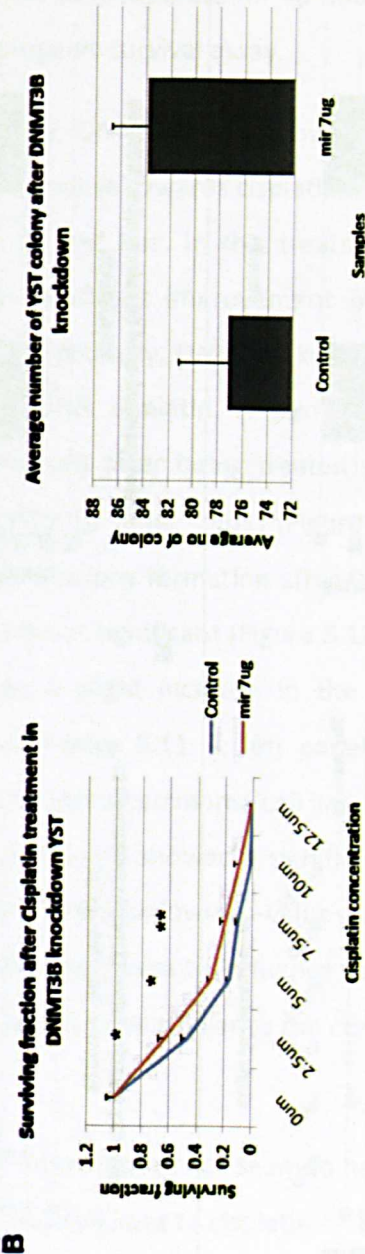 B
Surviving fraction after Cisplatin treatment in
DNMT3B knockdown YST
Surviving fraction
1.2
1.0
0.8
0.6
0.4
0.2
0
*
*
**
Control
mir 7ug
0um
2.5um
5um
7.5um
10um
12.5um
Cisplatin concentration
Average number of YST colony after DNMT3B
knockdown
Average no of colony
88
86
84
82
80
78
76
74
72
Control
mir 7ug
Samples